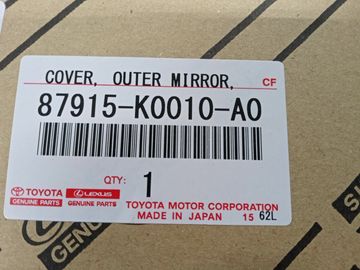 COVER, OUTER MIRROR, CF
87915-K0010-A0
QTY: 1
TOYOTA LEXUS
GENUINE PARTS GENUINE PARTS
TOYOTA MOTOR CORPORATION
MADE IN JAPAN 15 62L
GENUINE